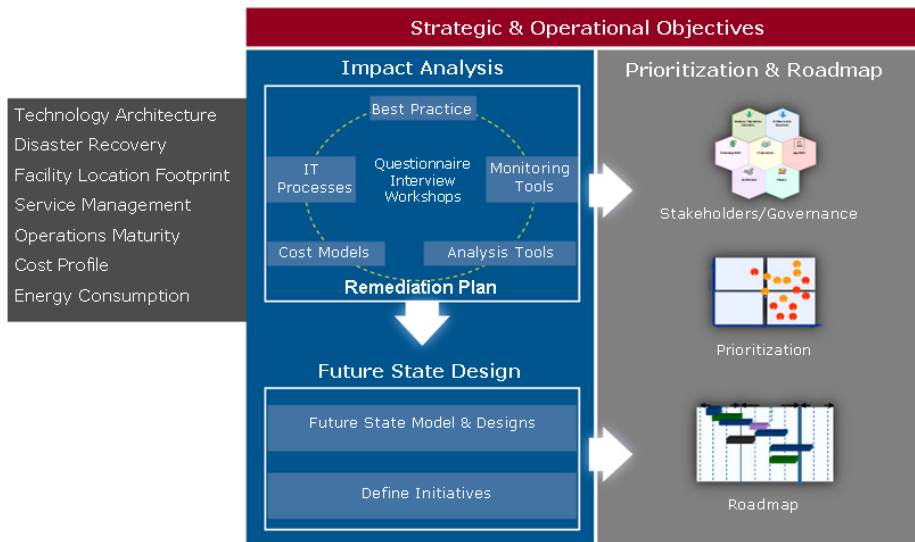 Strategic & Operational Objectives
Impact Analysis
Prioritization & Roadmap
Technology Architecture
Disaster Recovery
Facility Location Footprint
Service Management
Operations Maturity
Cost Profile
Energy Consumption
Best Practice
IT
Processes
Questionnaire
Interview
Workshops
Monitoring
Tools
Cost Models
Analysis Tools
Remediation Plan
Stakeholders/Governance
Prioritization
Future State Design
Future State Model & Designs
Define Initiatives
Roadmap